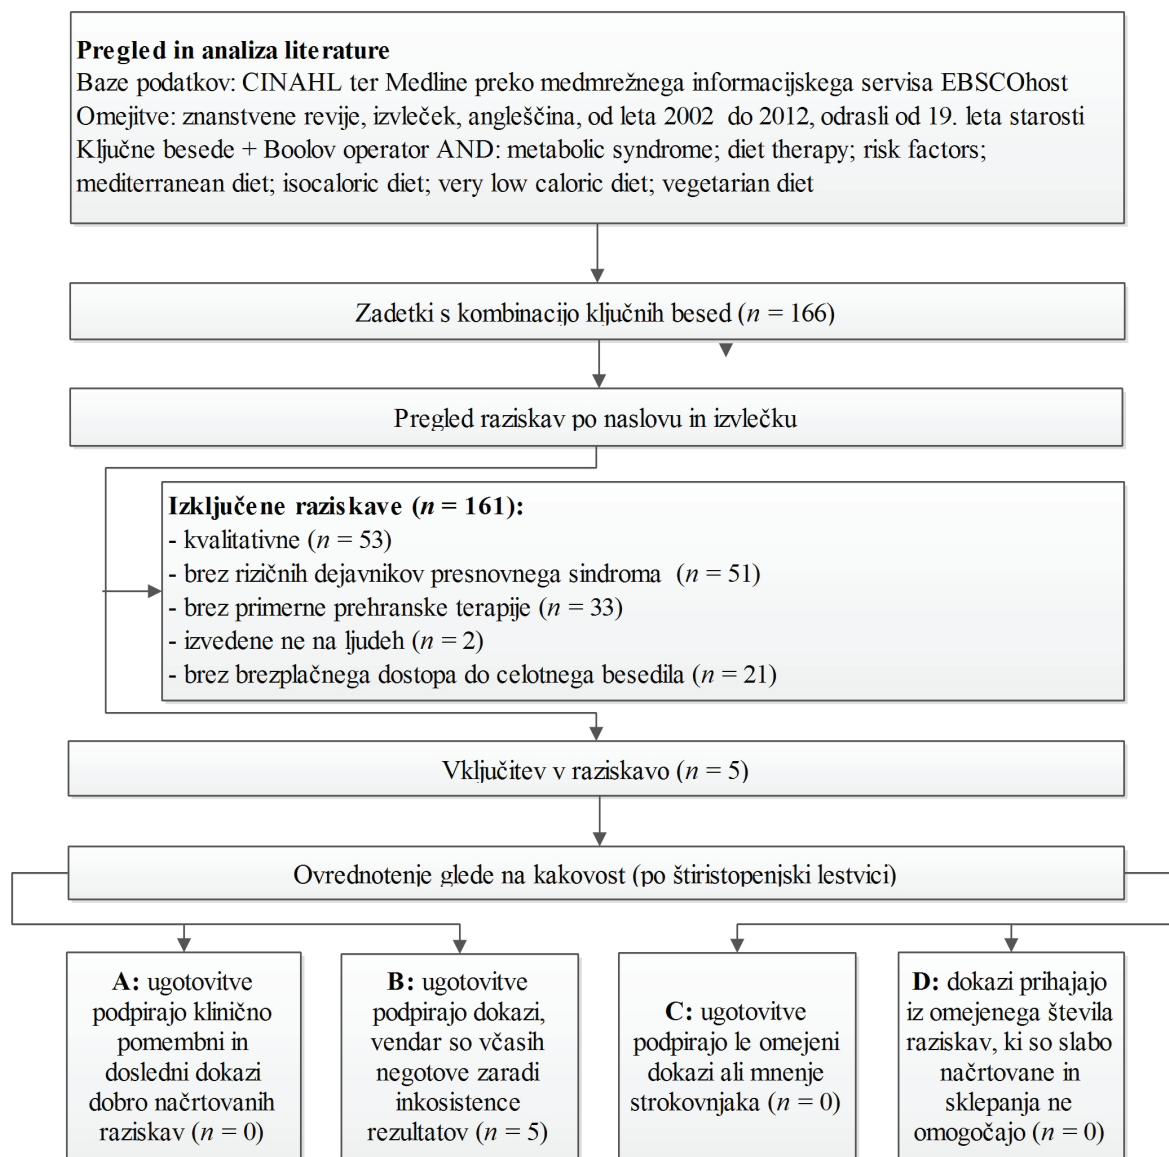 Pregled in analiza literature
Baze podatkov: CINAHL ter Medline preko medmrežnega informacijskega servisa EBSCOhost
Omejitve: znanstvene revije, izvleček, angleščina, od leta 2002 do 2012, odrasli od 19. leta starosti
Ključne besede + Boolov operator AND: metabolic syndrome; diet therapy; risk factors;
mediterranean diet; isocaloric diet; very low caloric diet; vegetarian diet
Zadetki s kombinacijo ključnih besed (n = 166)
Pregled raziskav po naslovu in izvlečku
Izključene raziskave (n = 161):
- kvalitativne (n = 53)
- brez rizičnih dejavnikov presnovnega sindroma (n = 51)
- brez primerne prehranske terapije (n = 33)
- izvedene ne na ljudeh (n = 2)
- brez brezplačnega dostopa do celotnega besedila (n = 21)
Vključitev v raziskavo (n = 5)
Ovrednotenje glede na kakovost (po štiristopenjski lestvici)
A: ugotovitve
podpirajo klinično
pomembni in
dosledni dokazi
dobro načrtovanih
raziskav (n = 0)
B: ugotovitve
podpirajo dokazi,
vendar so včasih
negotove zaradi
inkosistence
rezultatov (n = 5)
C: ugotovitve
podpirajo le omejeni
dokazi ali mnenje
strokovnjaka (n = 0)
D: dokazi prihajajo
iz omejenega števila
raziskav, ki so slabo
načrtovane in
sklepanja ne
omogočajo (n = 0)